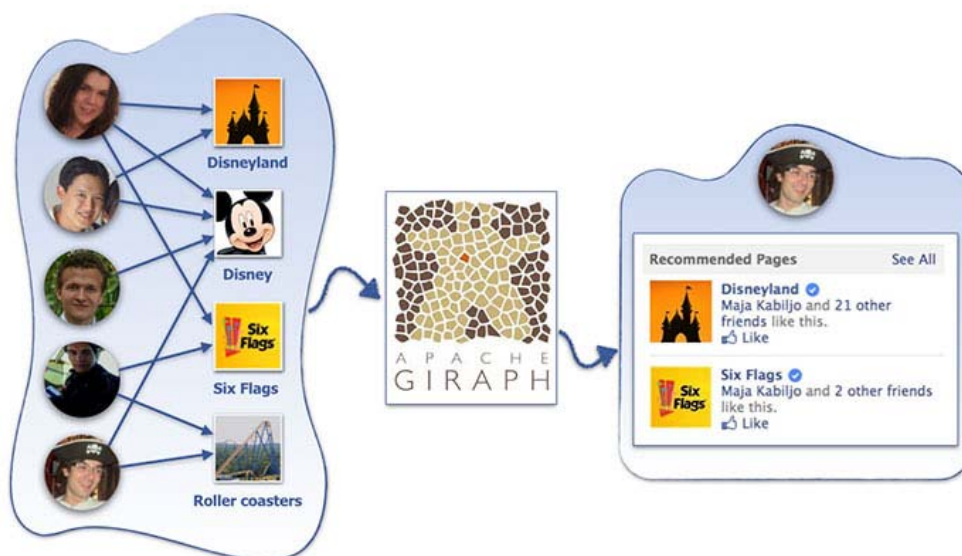 Disneyland
Disney
Six
Flags
Six Flags
Roller coasters
APACHE
GIRAPH
Recommended Pages See All
Disneyland
Maja Kabiljo and 21 other
friends like this.
Like
Six
Flags
Six Flags
Maja Kabiljo and 2 other friends
like this.
Like